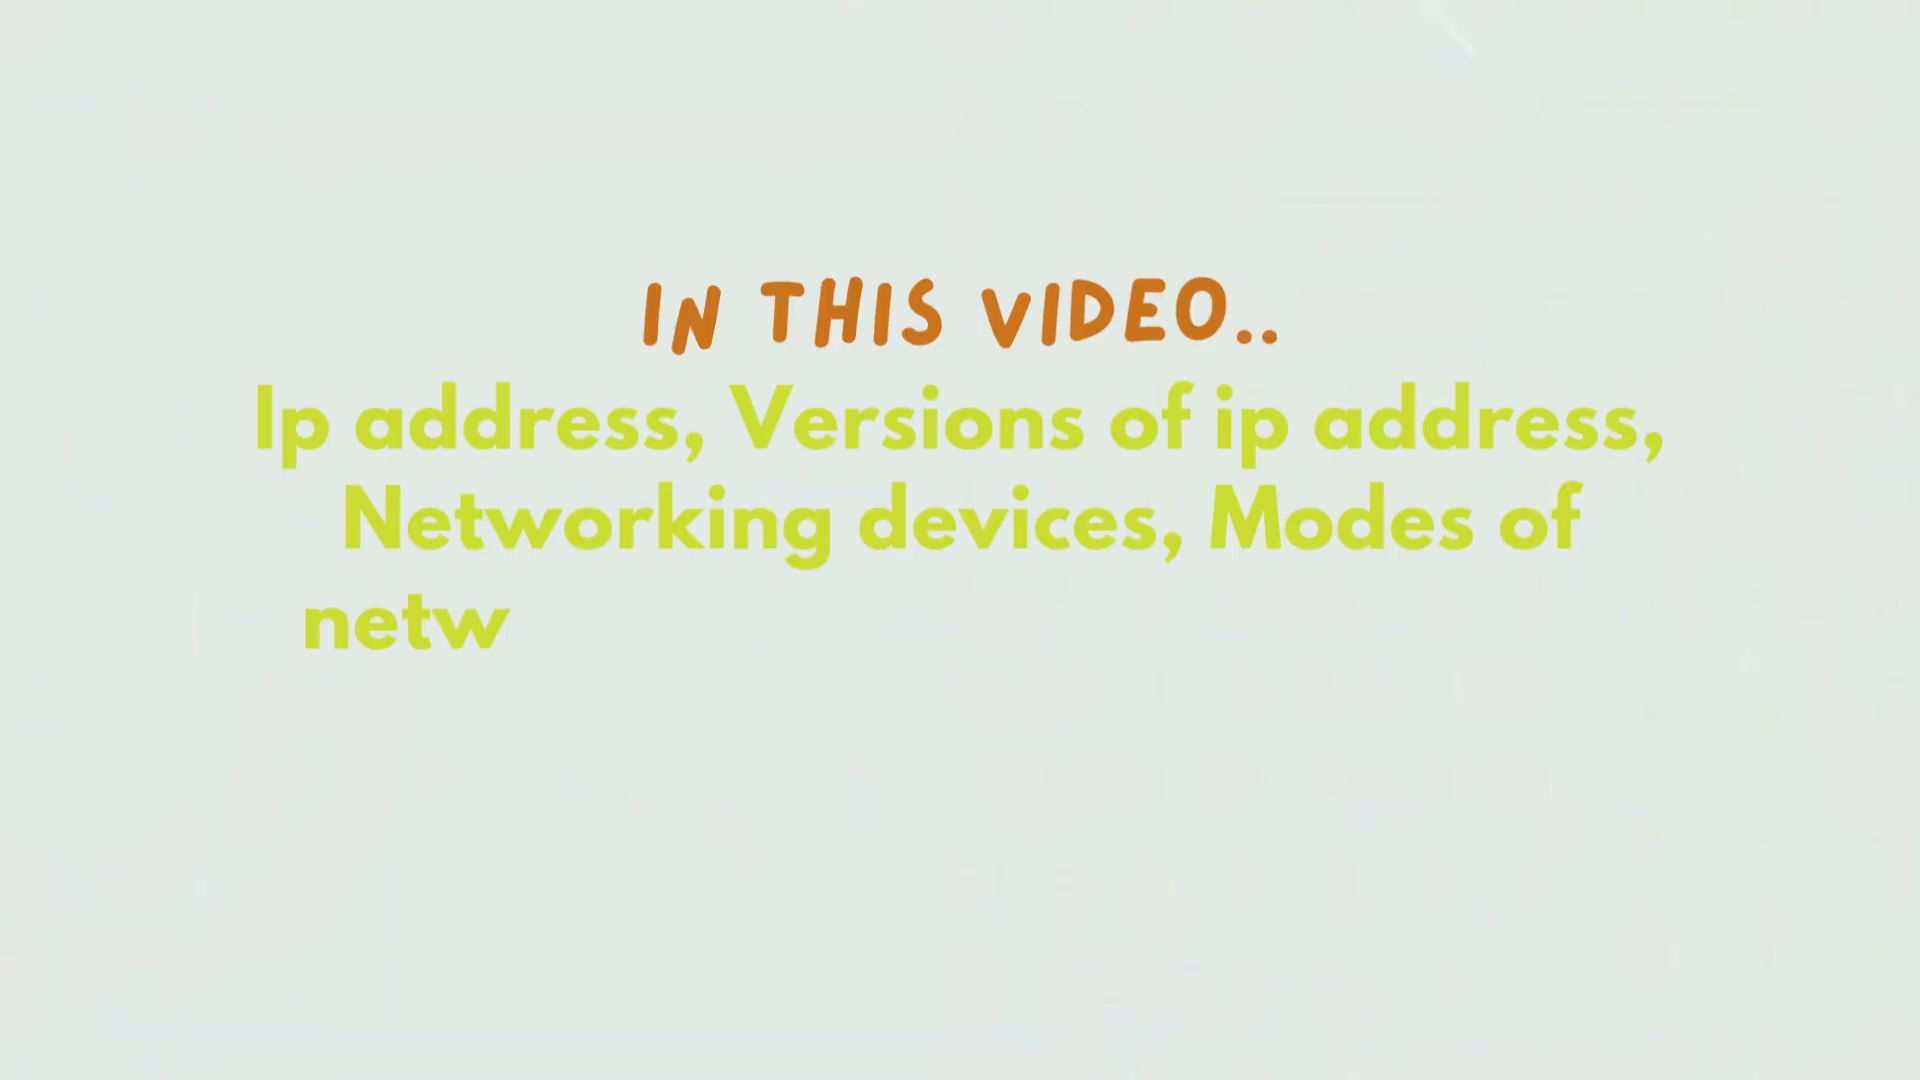 IN THIS VIDEO..
Ip address, Versions of ip address,
Networking devices, Modes of
netw